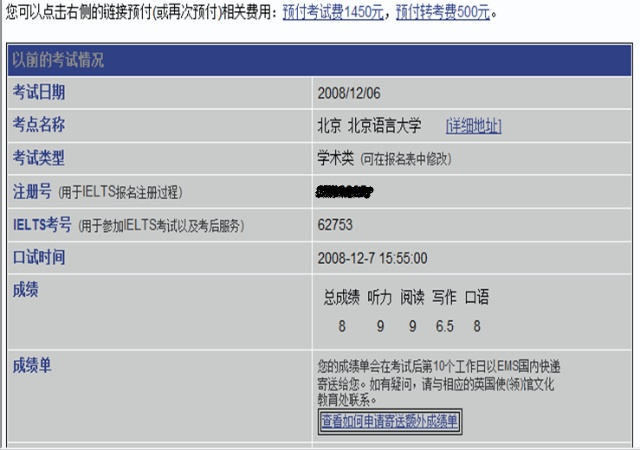 您可以点击右侧的链接预付(或再次预付)相关费用：预付考试费1450元，预付转考费500元。
以前的考试情况
考试日期 2008/12/06
考点名称 北京 北京语言大学 [详细地址]
考试类型 学术类 (可在报名表中修改)
注册号 (用于IELTS报名注册过程)
IELTS考号 (用于参加IELTS考试以及考后服务) 62753
口试时间 2008-12-7 15:55:00
成绩 总成绩 听力 阅读 写作 口语
8 9 9 6.5 8
成绩单 您的成绩单会在考试后第10个工作日以EMS国内快递
寄送给您。如有疑问，请与相应的英国使(领)馆文化
教育处联系。
查看如何申请寄送额外成绩单